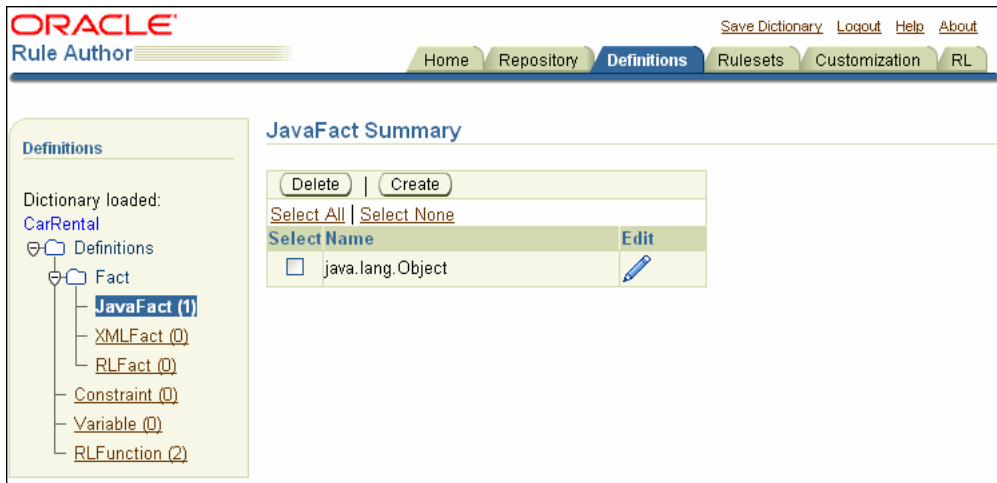 ORACLE
Rule Author
Save Dictionary Logout Help About
Home Repository Definitions Rulesets Customization RL
Definitions
Dictionary loaded:
CarRental
Definitions
Fact
JavaFact (1)
XMLFact (0)
RLFact (0)
Constraint (0)
Variable (0)
RLFunction (2)
JavaFact Summary
Delete | Create
Select All | Select None
Select Name Edit
java.lang.Object